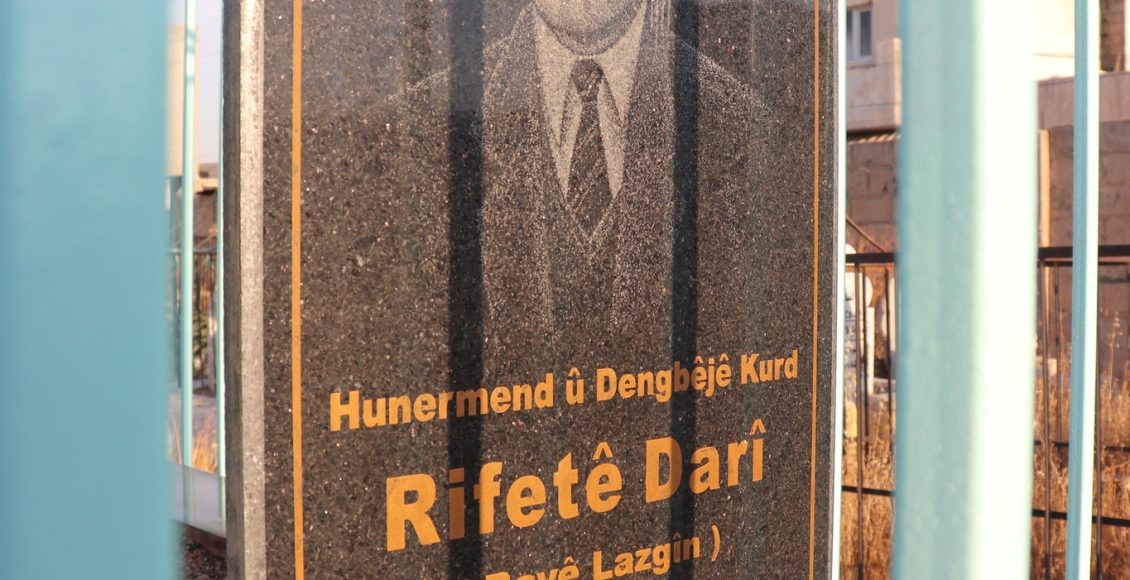 Hunermend û Dengbêjê Kurd
Rifetê Darî
Lazgîn )